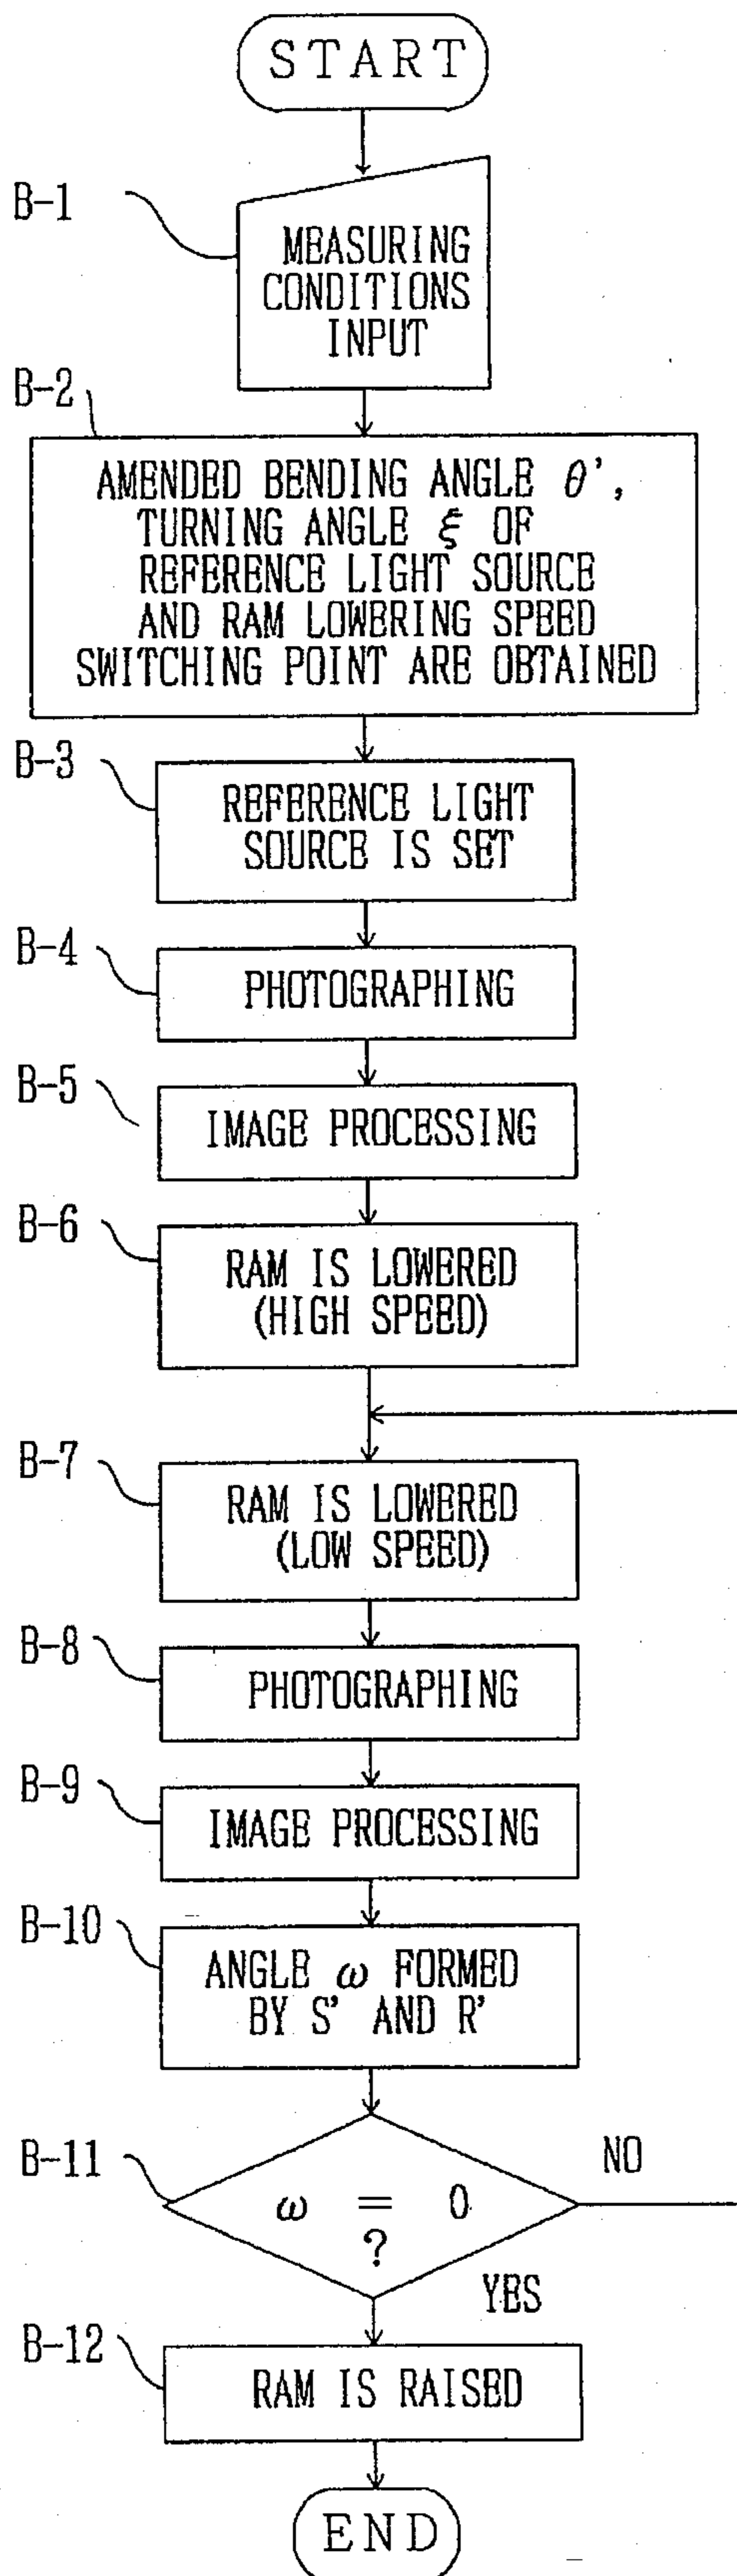 START
B-1
MEASURING
CONDITIONS
INPUT
B-2
AMENDED BENDING ANGLE θ',
TURNING ANGLE ξ OF
REFERENCE LIGHT SOURCE
AND RAM LOWERING SPEED
SWITCHING POINT ARE OBTAINED
B-3
REFERENCE LIGHT
SOURCE IS SET
B-4
PHOTOGRAPHING
B-5
IMAGE PROCESSING
B-6
RAM IS LOWERED
(HIGH SPEED)
B-7
RAM IS LOWERED
(LOW SPEED)
B-8
PHOTOGRAPHING
B-9
IMAGE PROCESSING
B-10
ANGLE ω FORMED
BY S' AND R'
B-11
NO
ω = 0
?
YES
B-12
RAM IS RAISED
END